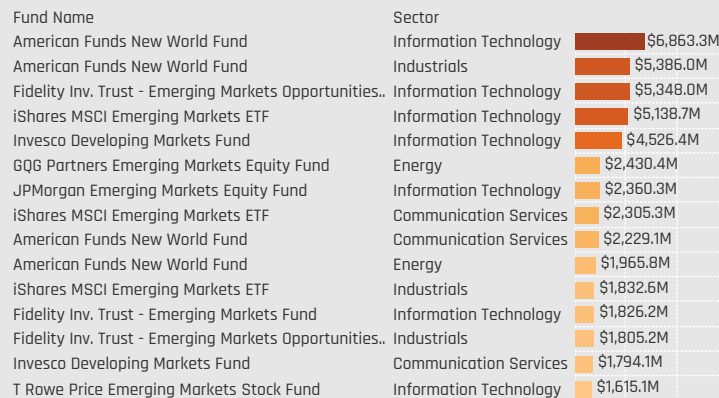 Fund Name Sector
American Funds New World Fund Information Technology $6,863.3M
American Funds New World Fund Industrials $5,386.0M
Fidelity Inv. Trust - Emerging Markets Opportunities.. Information Technology $5,348.0M
iShares MSCI Emerging Markets ETF Information Technology $5,138.7M
Invesco Developing Markets Fund Information Technology $4,526.4M
GQG Partners Emerging Markets Equity Fund Energy $2,430.4M
JPMorgan Emerging Markets Equity Fund Information Technology $2,360.3M
iShares MSCI Emerging Markets ETF Communication Services $2,305.3M
American Funds New World Fund Communication Services $2,229.1M
American Funds New World Fund Energy $1,965.8M
iShares MSCI Emerging Markets ETF Industrials $1,832.6M
Fidelity Inv. Trust - Emerging Markets Fund Information Technology $1,826.2M
Fidelity Inv. Trust - Emerging Markets Opportunities.. Industrials $1,805.2M
Invesco Developing Markets Fund Communication Services $1,794.1M
T Rowe Price Emerging Markets Stock Fund Information Technology $1,615.1M